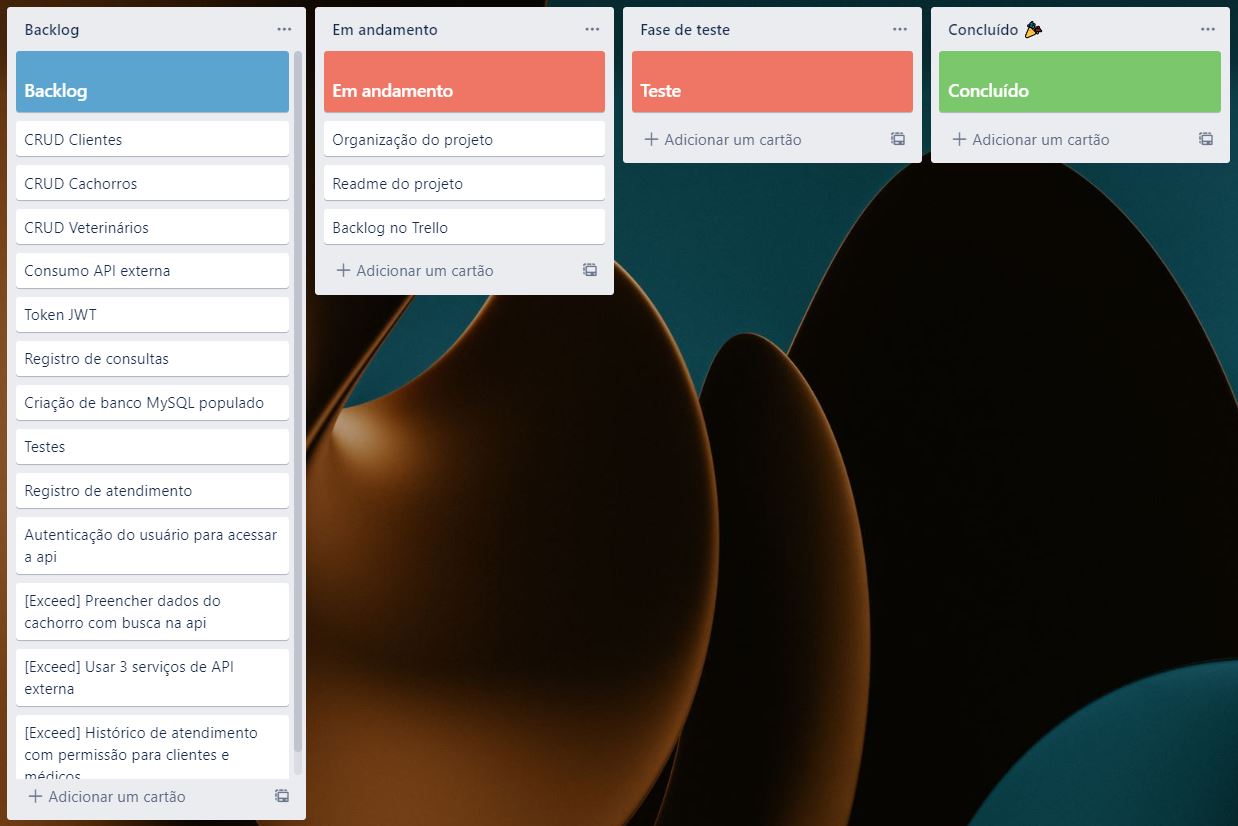 Backlog
Backlog
CRUD Clientes
CRUD Cachorros
CRUD Veterinários
Consumo API externa
Token JWT
Registro de consultas
Criação de banco MySQL populado
Testes
Registro de atendimento
Autenticação do usuário para acessar
a api
[Exceed] Preencher dados do
cachorro com busca na api
[Exceed] Usar 3 serviços de API
externa
[Exceed] Histórico de atendimento
com permissão para clientes e
médicos
Adicionar um cartão
Em andamento
Em andamento
Organização do projeto
Readme do projeto
Backlog no Trello
Adicionar um cartão
Fase de teste
Teste
Adicionar um cartão
Concluído 🎉
Concluído
Adicionar um cartão